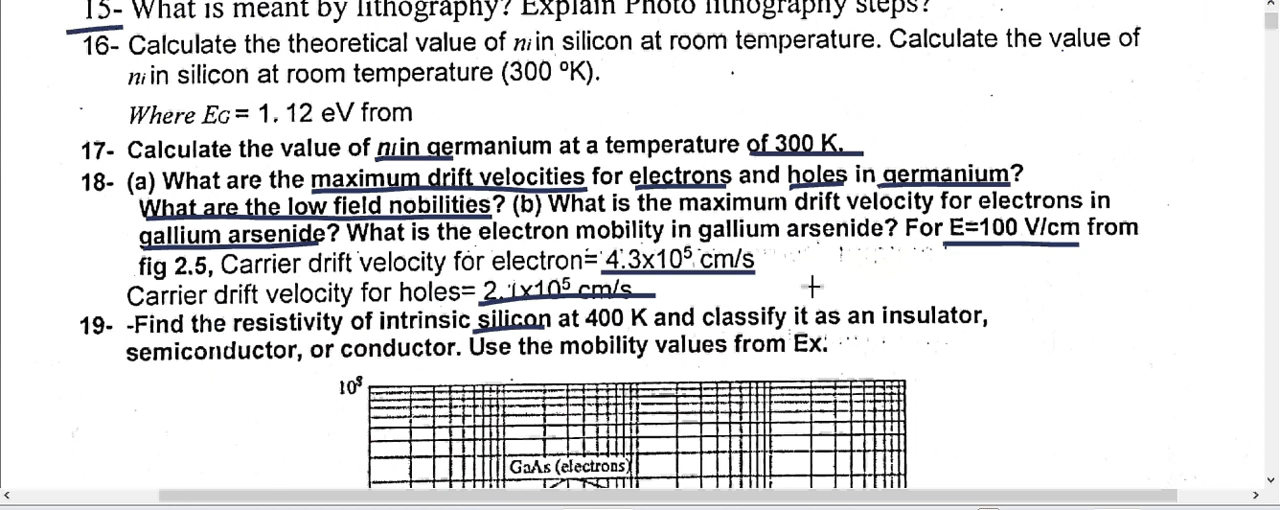 15- What is meant by lithography? Explain Photo lithography steps?
16- Calculate the theoretical value of ni in silicon at room temperature. Calculate the value of
ni in silicon at room temperature (300 ºK).
Where EG = 1. 12 eV from
17- Calculate the value of ni in germanium at a temperature of 300 K.
18- (a) What are the maximum drift velocities for electrons and holes in germanium?
What are the low field nobilities? (b) What is the maximum drift velocity for electrons in
gallium arsenide? What is the electron mobility in gallium arsenide? For E=100 V/cm from
fig 2.5, Carrier drift velocity for electron= 4.3x10⁵ cm/s
Carrier drift velocity for holes= 2.1x10⁵ cm/s
19- -Find the resistivity of intrinsic silicon at 400 K and classify it as an insulator,
semiconductor, or conductor. Use the mobility values from Ex:
10⁸
GaAs (electrons)